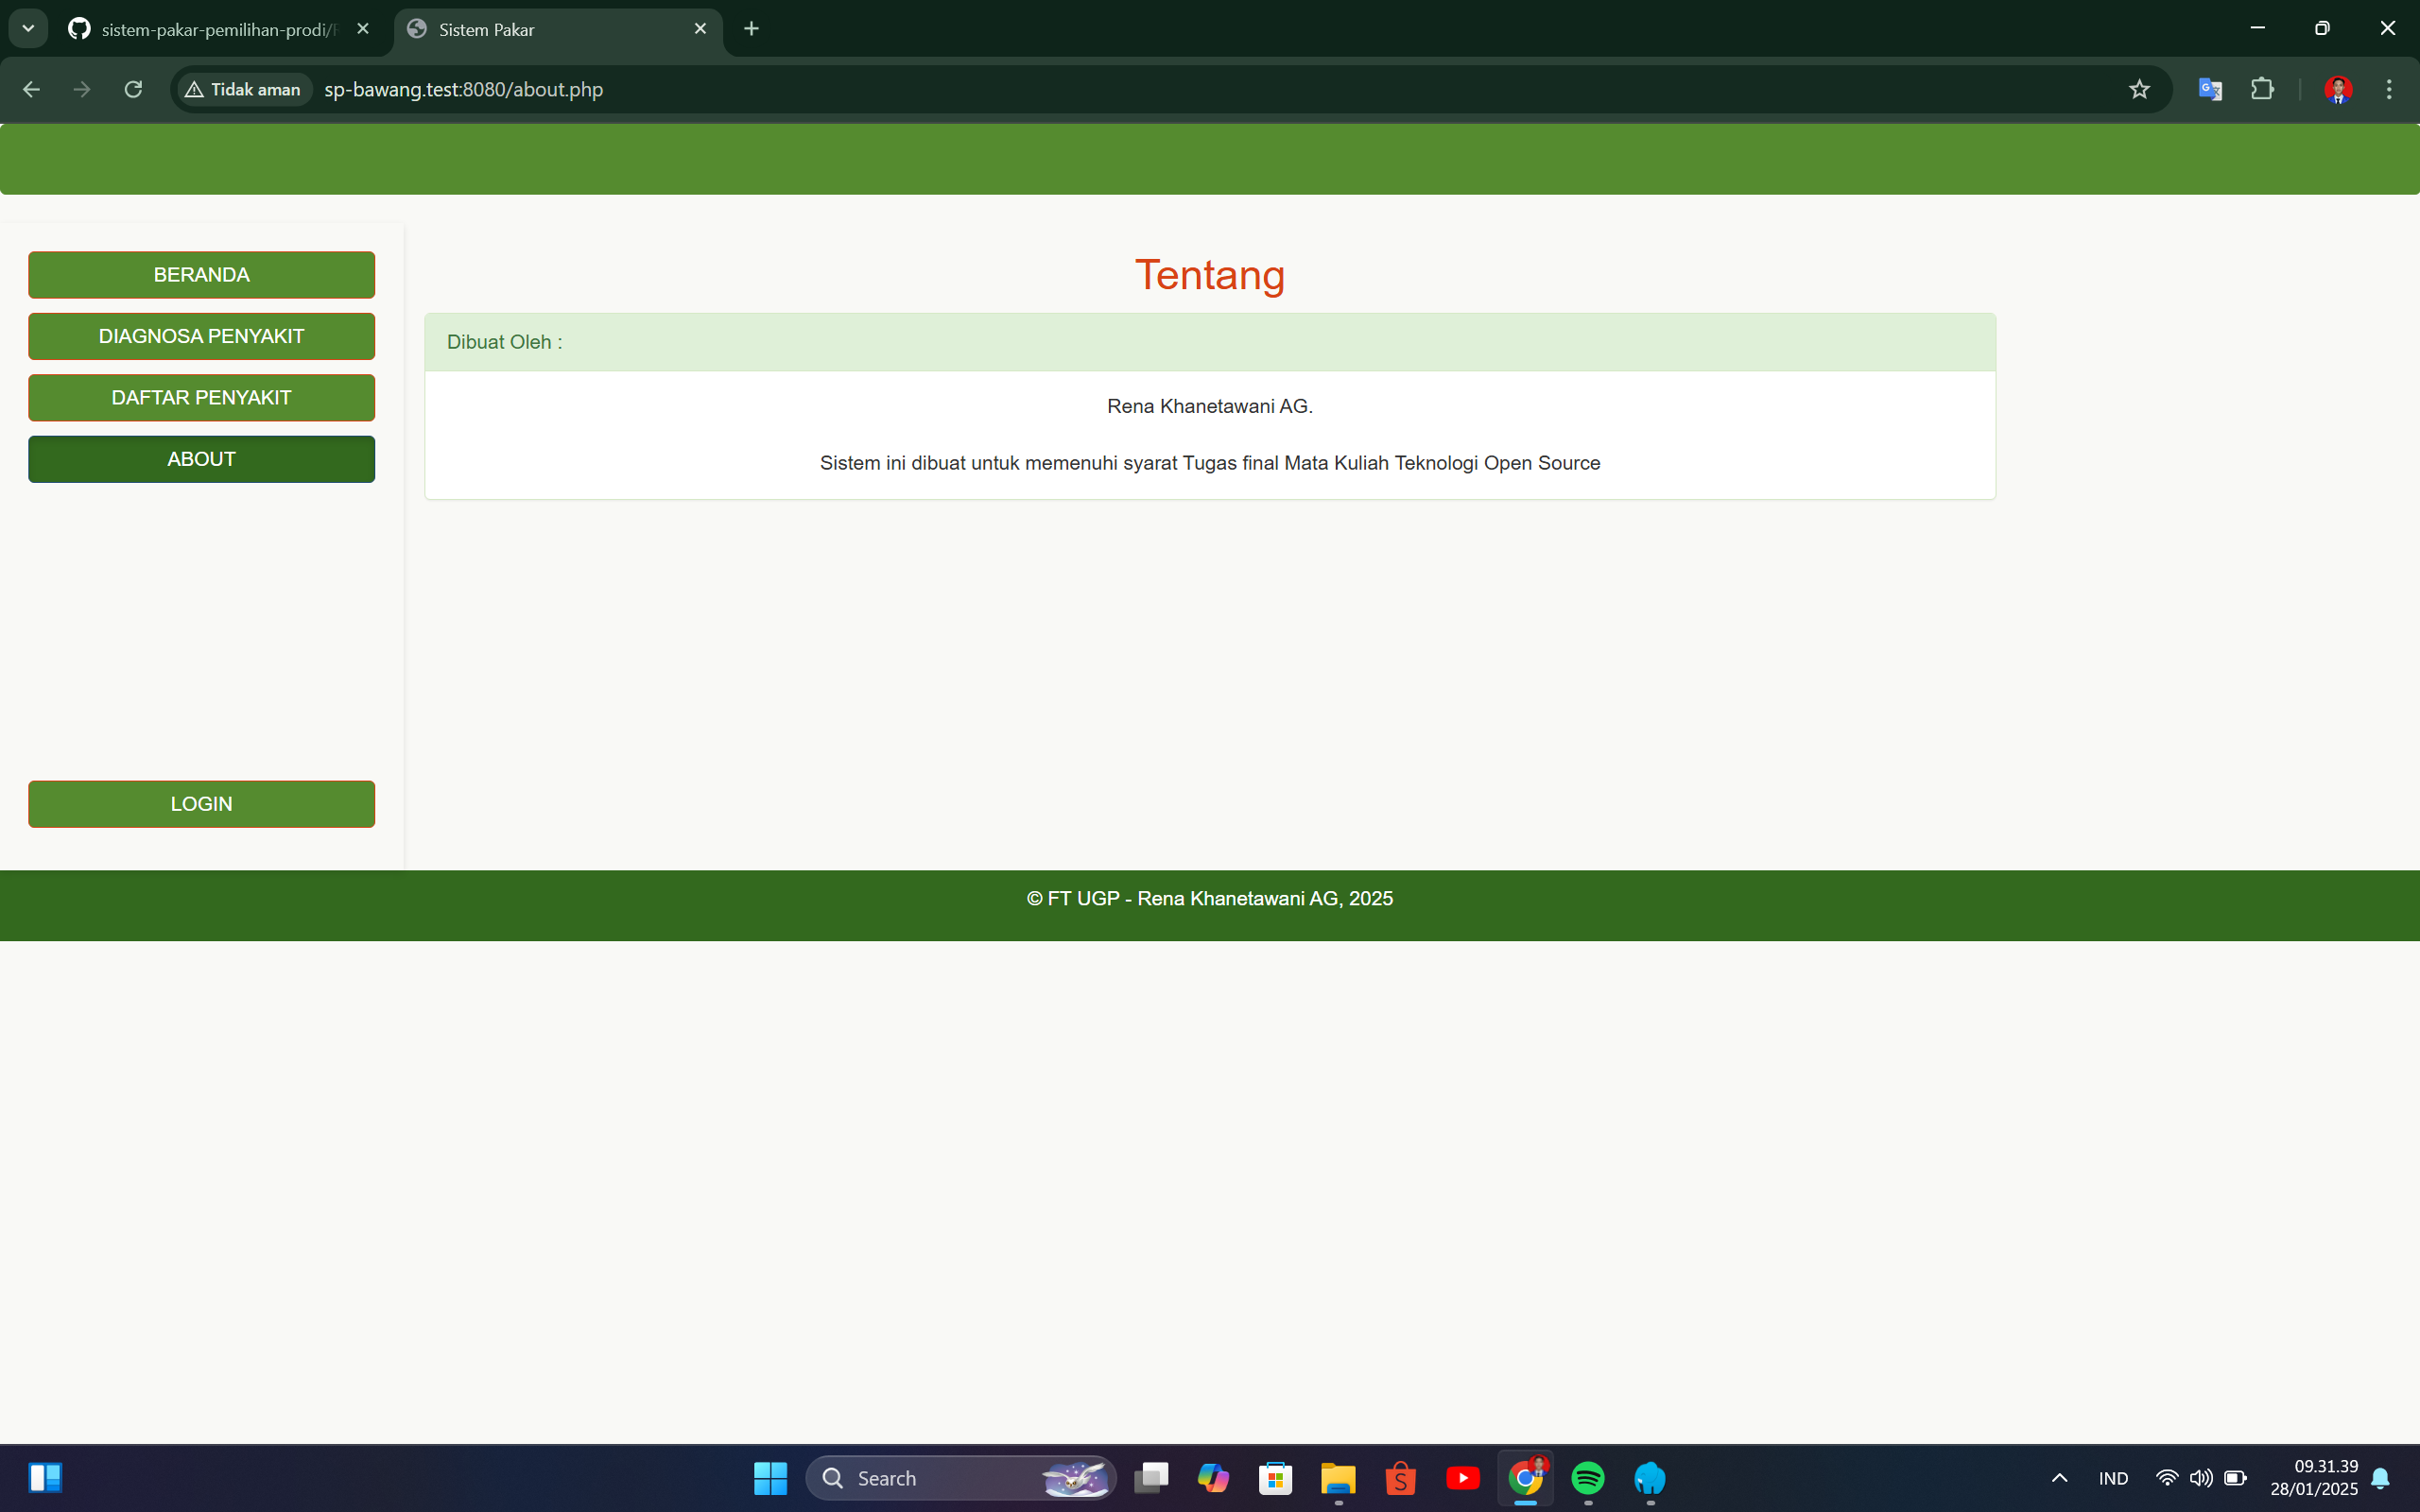 sistem-pakar-pemilihan-prodi/
Sistem Pakar
Tidak aman
sp-bawang.test:8080/about.php
BERANDA
DIAGNOSA PENYAKIT
DAFTAR PENYAKIT
ABOUT
LOGIN
Tentang
Dibuat Oleh :
Rena Khanetawani AG.
Sistem ini dibuat untuk memenuhi syarat Tugas final Mata Kuliah Teknologi Open Source
© FT UGP - Rena Khanetawani AG, 2025
Search
IND
09.31.39
28/01/2025